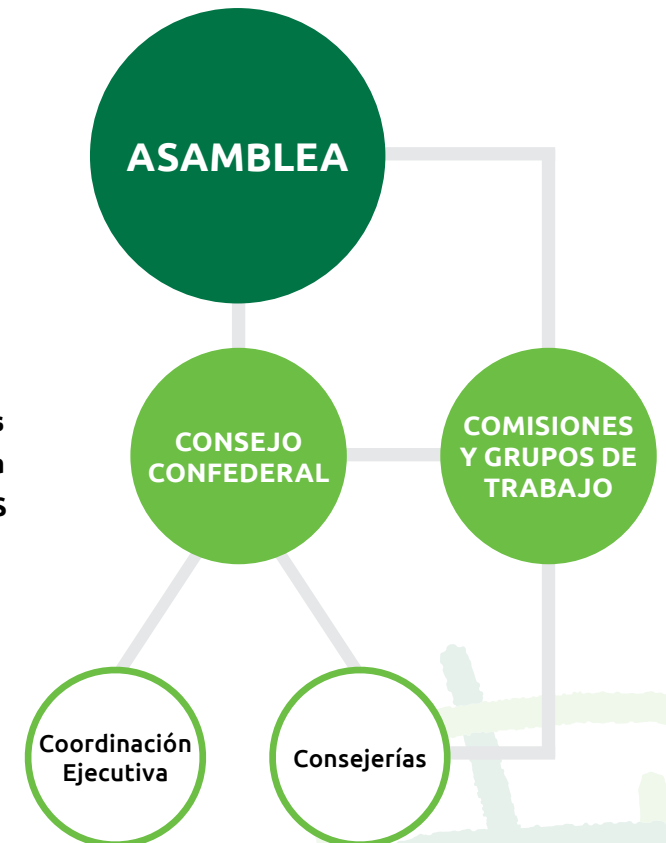 ASAMBLEA
CONSEJO
CONFEDERAL
COMISIONES
Y GRUPOS DE
TRABAJO
Coordinación
Ejecutiva
Consejerías